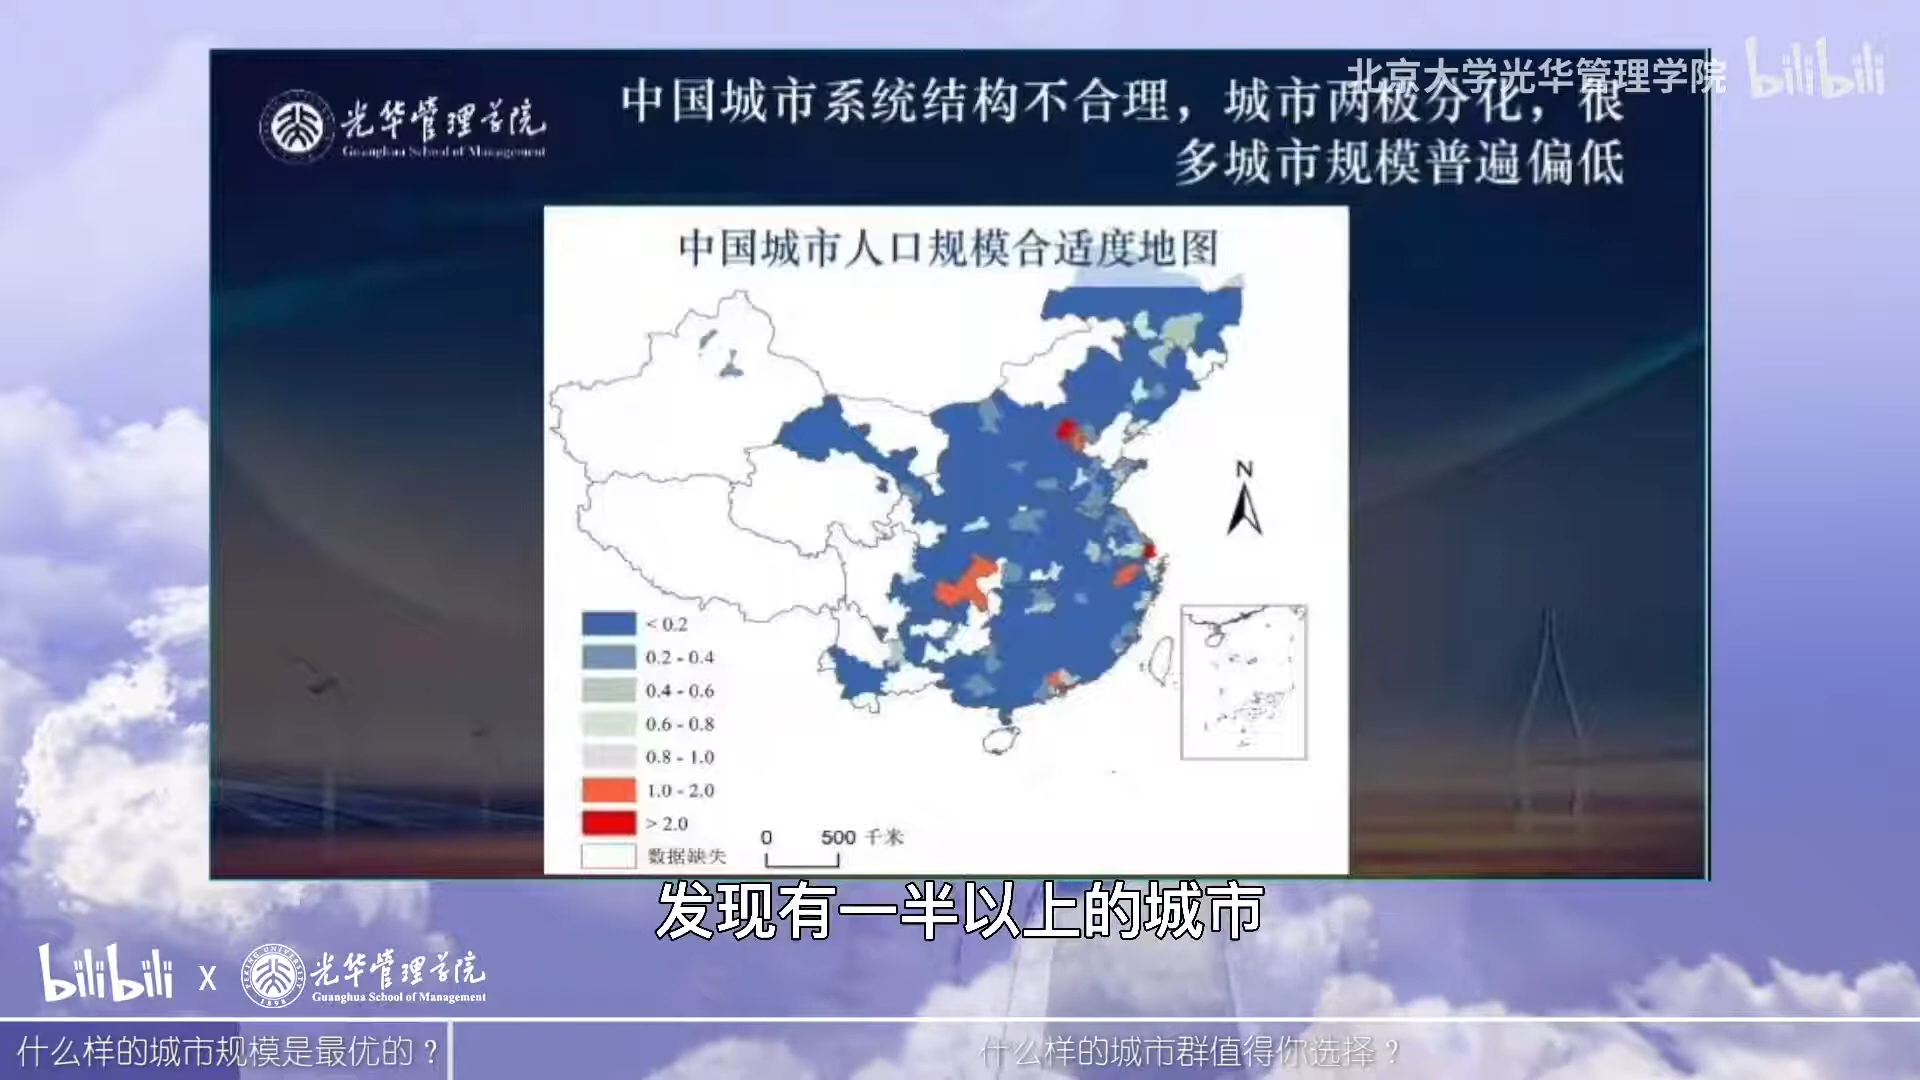 北京大学光华管理学院 bilibili
光华管理学院
Guanghua School of Management
中国城市系统结构不合理，城市两极分化，很
多城市规模普遍偏低
中国城市人口规模合适度地图
N
< 0.2
0.2 - 0.4
0.4 - 0.6
0.6 - 0.8
0.8 - 1.0
1.0 - 2.0
> 2.0
数据缺失
0 500 千米
发现有一半以上的城市
bilibili X 光华管理学院
PEKING UNIVERSITY
1898
Guanghua School of Management
什么样的城市规模是最优的？
什么样的城市群值得你选择？